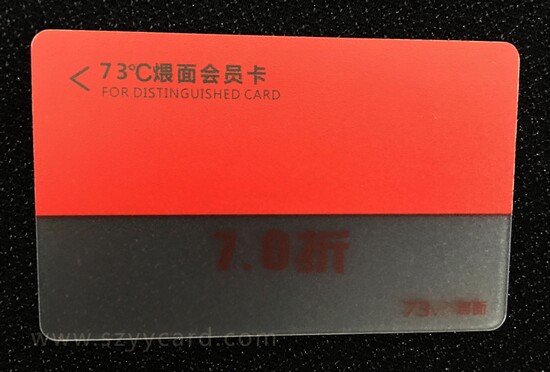 73℃煨面会员卡
FOR DISTINGUISHED CARD
7.0折
73 煨面
www.szyycard.com